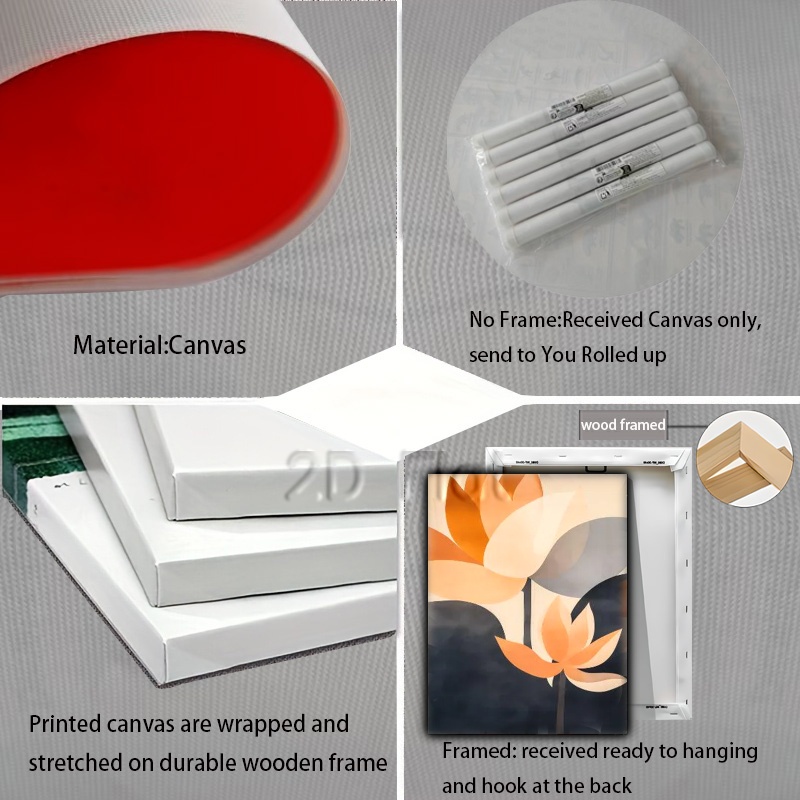 Material:Canvas
No Frame:Received Canvas only,
send to You Rolled up
wood framed
2D
Printed canvas are wrapped and
stretched on durable wooden frame
Framed: received ready to hanging
and hook at the back